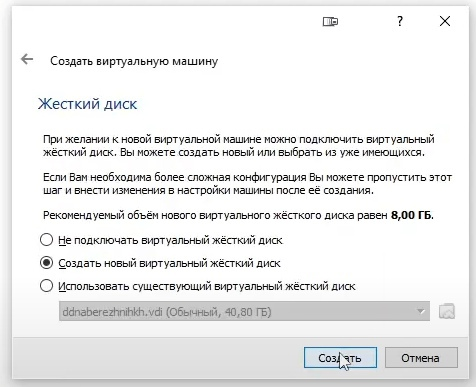 ?
Создать виртуальную машину
Жесткий диск
При желании к новой виртуальной машине можно подключить виртуальный
жёсткий диск. Вы можете создать новый или выбрать из уже имеющихся.
Если Вам необходима более сложная конфигурация Вы можете пропустить этот
шаг и внести изменения в настройки машины после её создания.
Рекомендуемый объём нового виртуального жёсткого диска равен 8,00 ГБ.
Не подключать виртуальный жёсткий диск
Создать новый виртуальный жёсткий диск
Использовать существующий виртуальный жёсткий диск
ddnaberezhnihkh.vdi (Обычный, 40,80 ГБ)
Создать Отмена